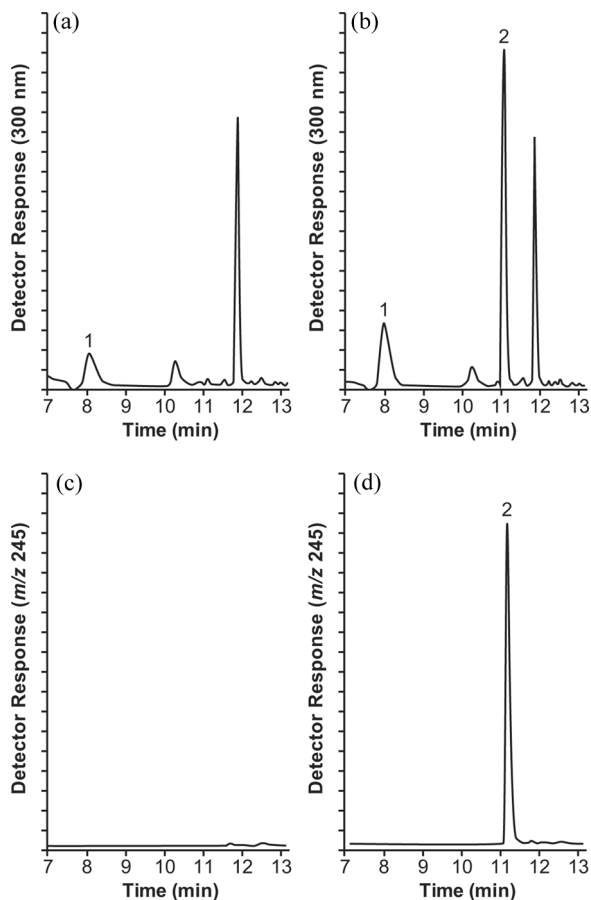 (a)
Detector Response (300 nm)
1
7 8 9 10 11 12 13
Time (min)
(b)
Detector Response (300 nm)
1
2
7 8 9 10 11 12 13
Time (min)
(c)
Detector Response (m/z 245)
7 8 9 10 11 12 13
Time (min)
(d)
Detector Response (m/z 245)
2
7 8 9 10 11 12 13
Time (min)